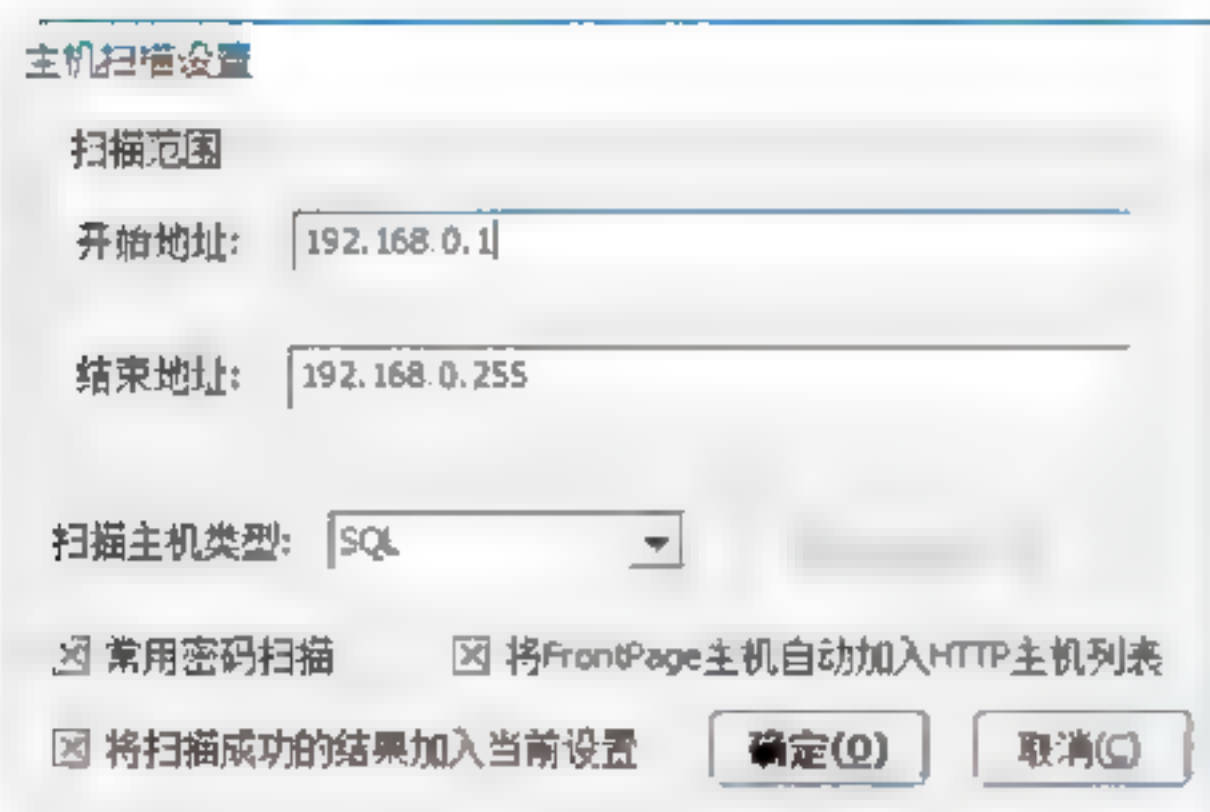 主机扫描设置
扫描范围
开始地址: 192.168.0.1
结束地址: 192.168.0.255
扫描主机类型: SQL
常用密码扫描 将FrontPage主机自动加入HTTP主机列表
将扫描成功的结果加入当前设置 确定(O) 取消(C)